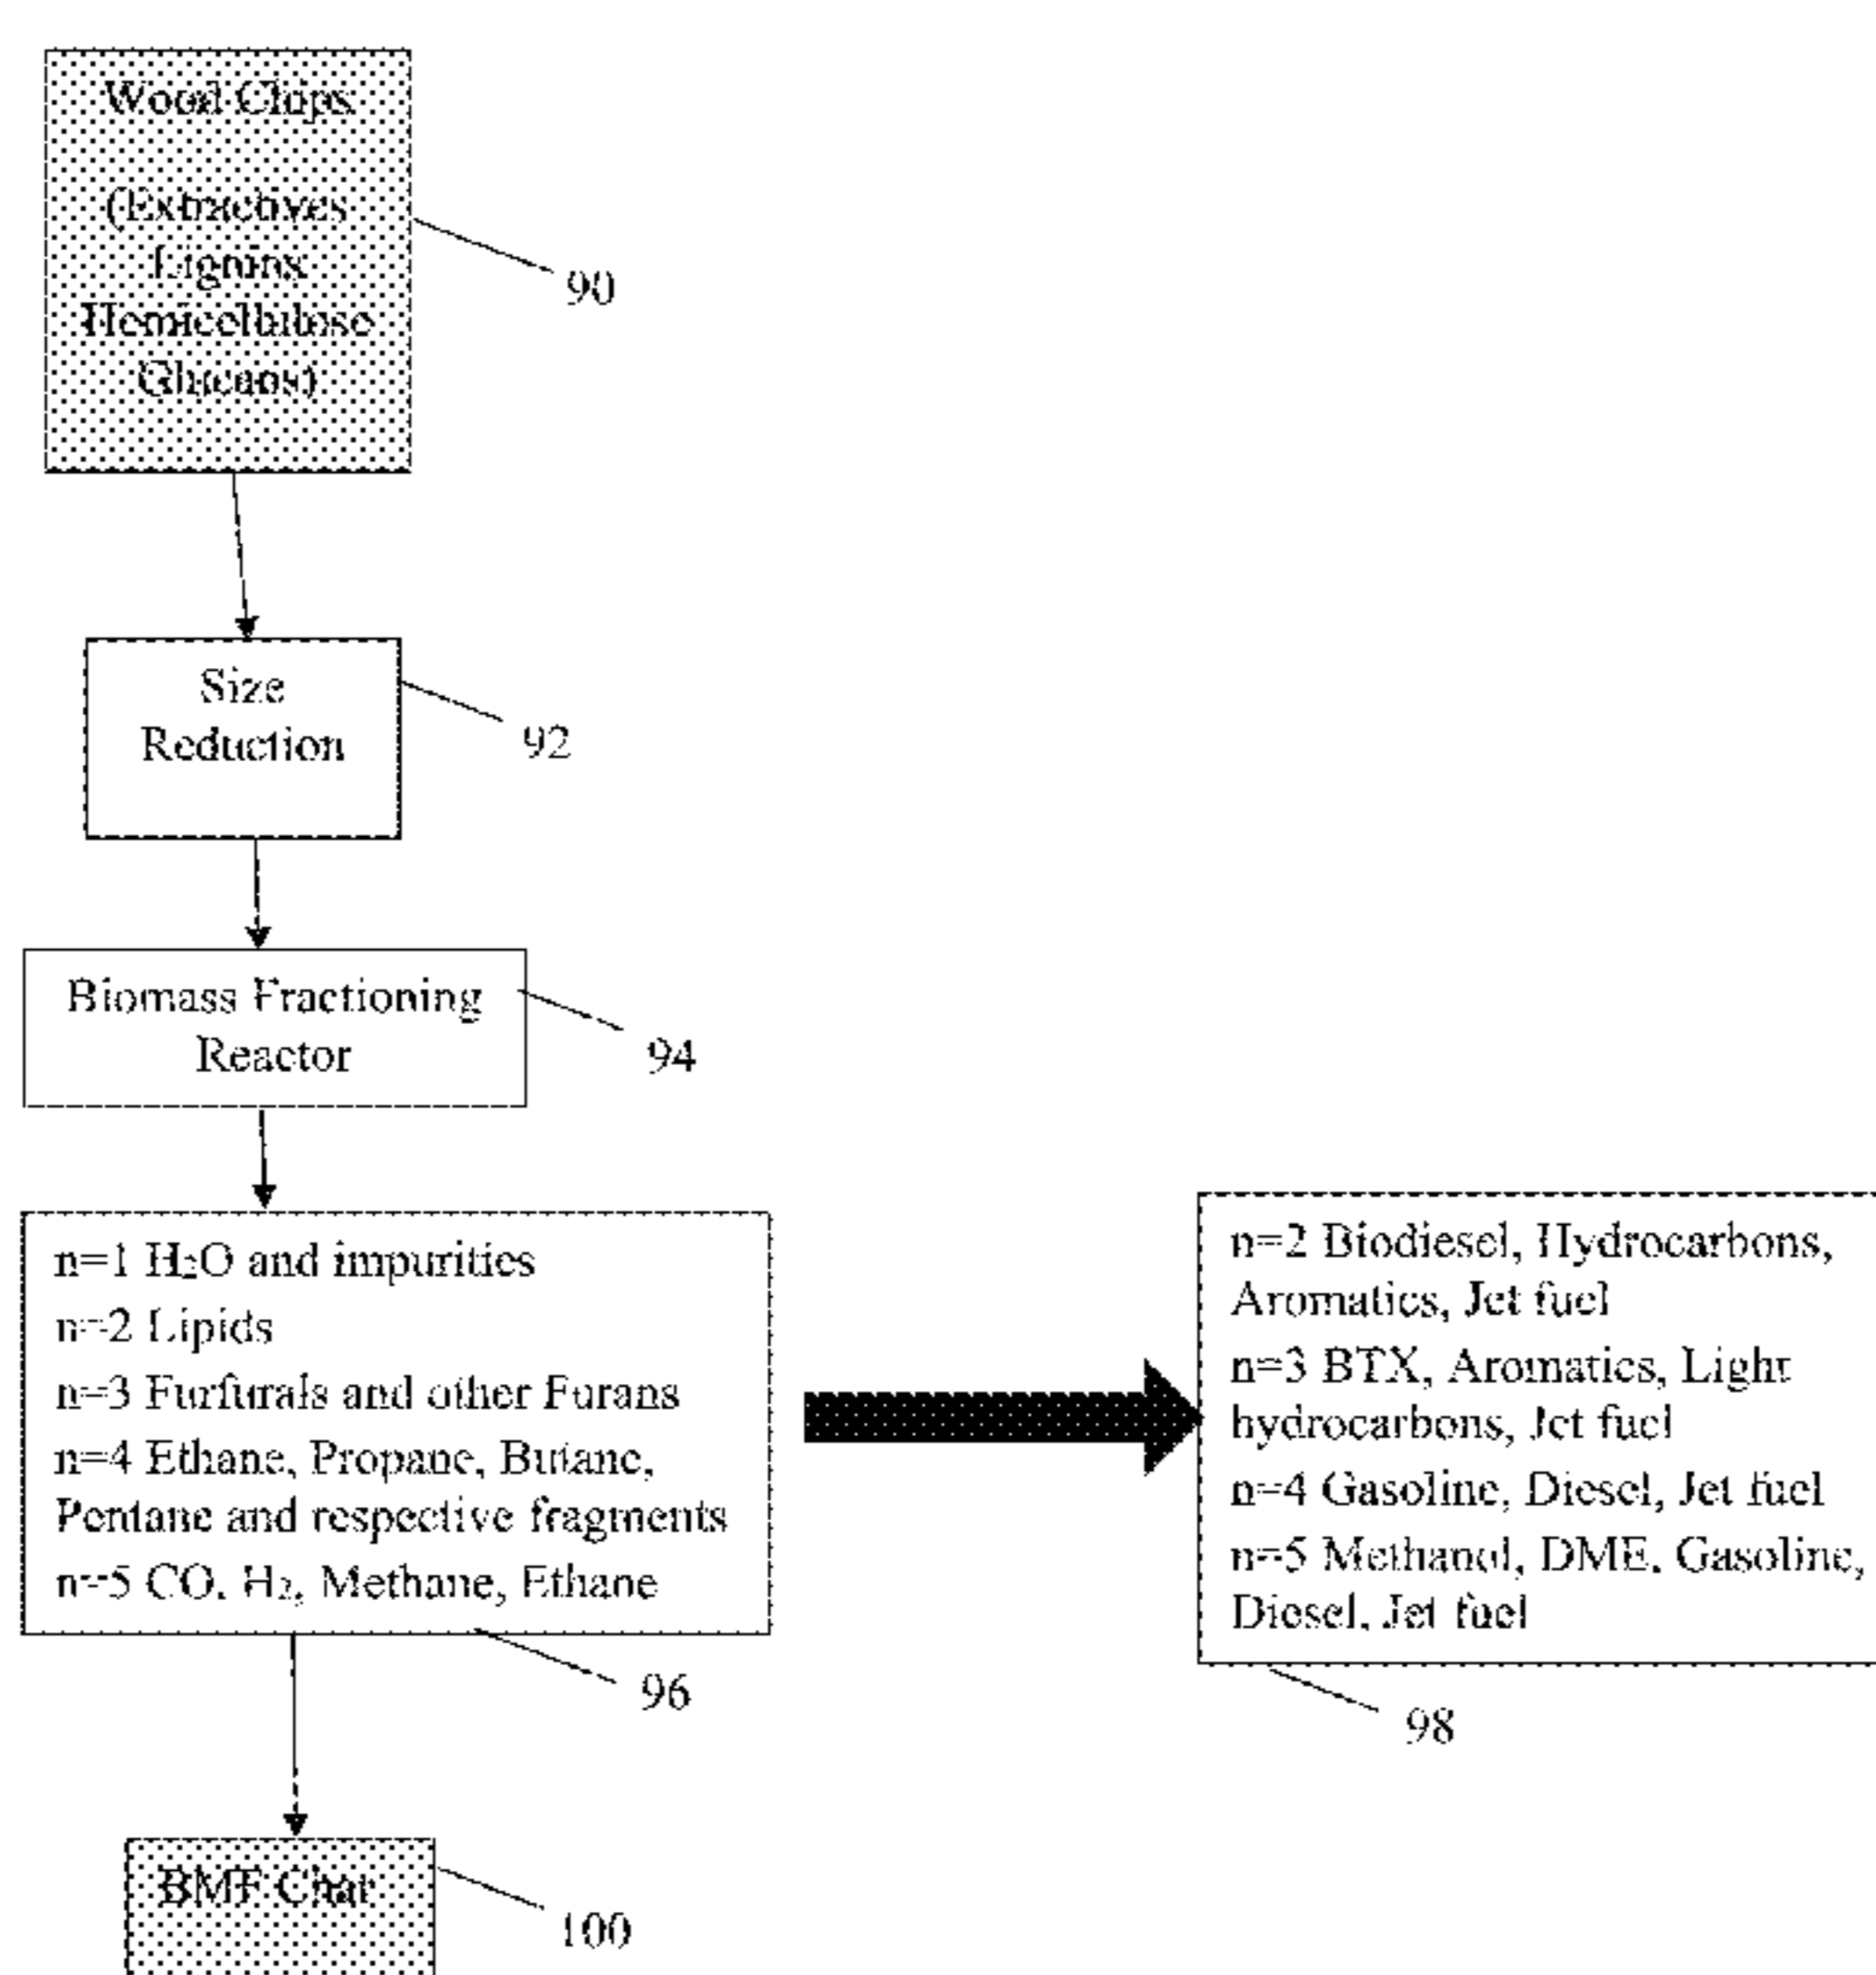 Wood Chips
(Extractives
Lignins
Hemicellulose
Glucans)
90
Size
Reduction
92
Biomass Fractioning
Reactor
94
n=1 H₂O and impurities
n=2 Lipids
n=3 Furfurals and other Furans
n=4 Ethane, Propane, Butane,
Pentane and respective fragments
n=5 CO, H₂, Methane, Ethane
96
n=2 Biodiesel, Hydrocarbons,
Aromatics, Jet fuel
n=3 BTX, Aromatics, Light
hydrocarbons, Jet fuel
n=4 Gasoline, Diesel, Jet fuel
n=5 Methanol, DME, Gasoline,
Diesel, Jet fuel
98
BMF Char
100